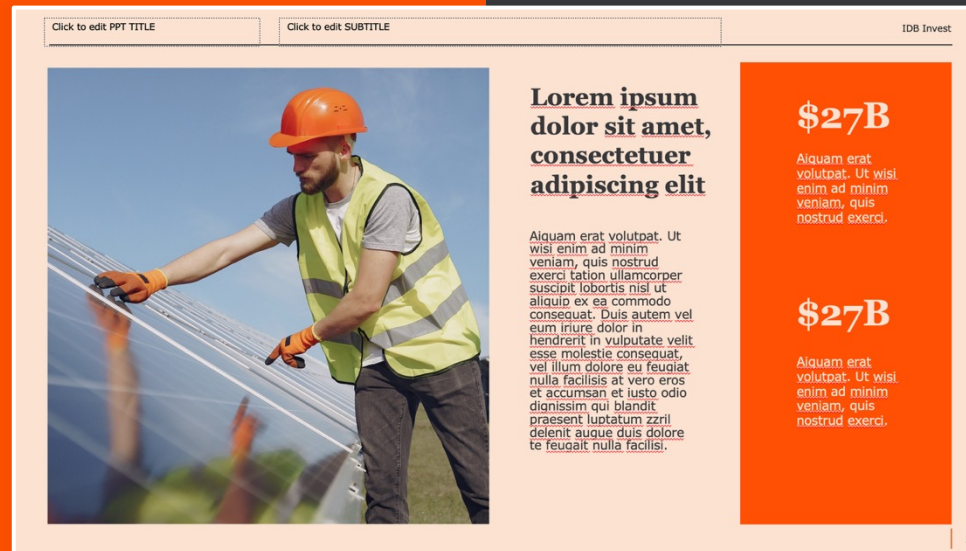 Click to edit PPT TITLE
Click to edit SUBTITLE
IDB Invest
Lorem ipsum
dolor sit amet,
consectetuer
adipiscing elit
Aiquam erat volutpat. Ut
wisi enim ad minim
veniam, quis nostrud
exerci tation ullamcorper
suscipit lobortis nisl ut
aliquip ex ea commodo
consequat. Duis autem vel
eum iriure dolor in
hendrerit in vulputate velit
esse molestie consequat,
vel illum dolore eu feugiat
nulla facilisis at vero eros
et accumsan et iusto odio
dignissim qui blandit
praesent luptatum zzril
delenit augue duis dolore
te feugait nulla facilisi.
$27B
Aiquam erat
volutpat. Ut wisi
enim ad minim
veniam, quis
nostrud exerci.
$27B
Aiquam erat
volutpat. Ut wisi
enim ad minim
veniam, quis
nostrud exerci.